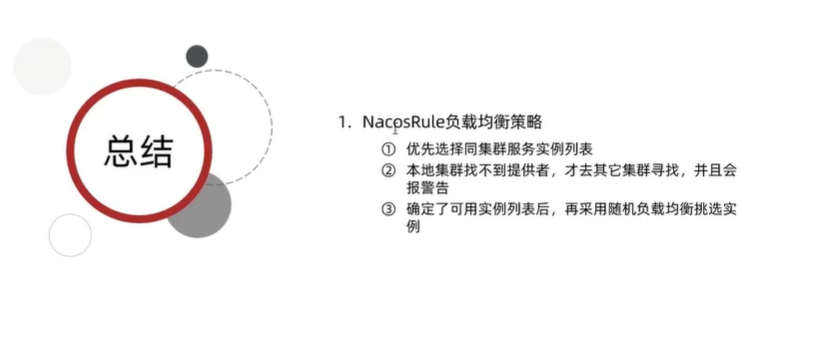 总结
1. NacosRule负载均衡策略
① 优先选择同集群服务实例列表
② 本地集群找不到提供者，才去其它集群寻找，并且会
报警告
③ 确定了可用实例列表后，再采用随机负载均衡挑选实
例